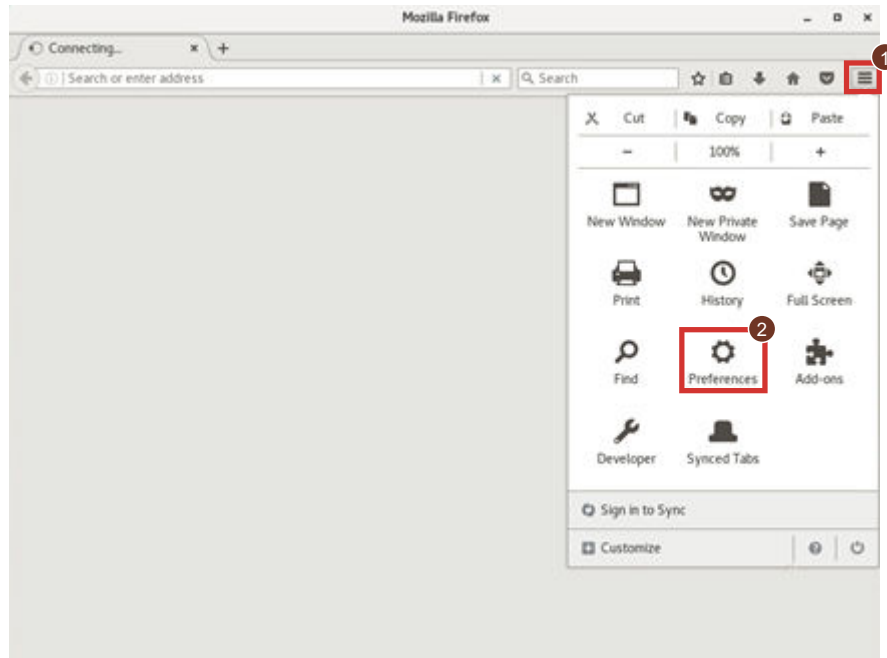 Mozilla Firefox
Connecting...
Search or enter address
Search
1
Cut Copy Paste
− 100% +
New Window New Private Window Save Page
Print History Full Screen
2
Find Preferences Add-ons
Developer Synced Tabs
Sign in to Sync
Customize